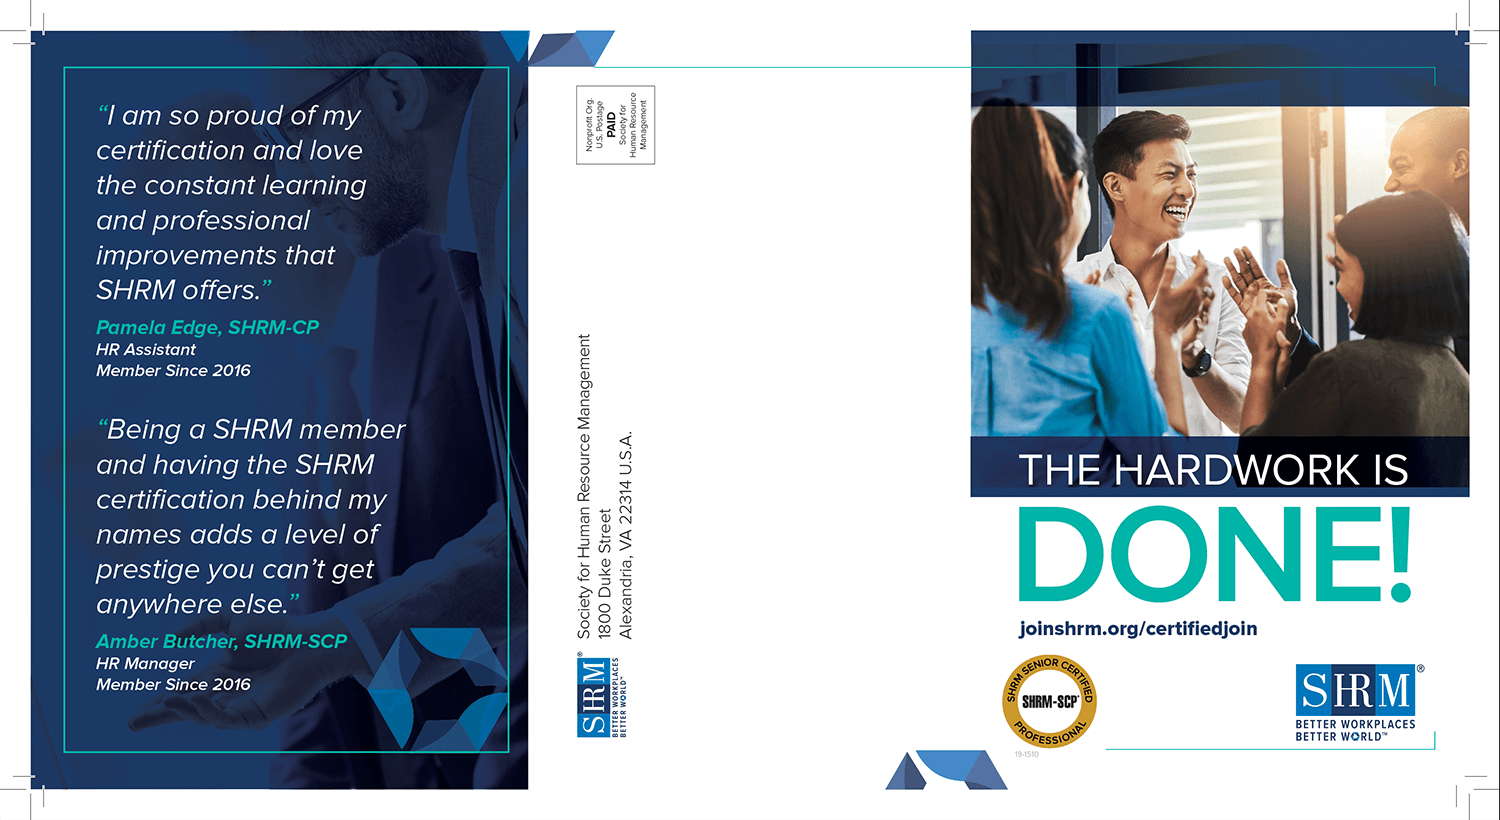 “I am so proud of my
certification and love
the constant learning
and professional
improvements that
SHRM offers.”
Pamela Edge, SHRM-CP
HR Assistant
Member Since 2016
“Being a SHRM member
and having the SHRM
certification behind my
names adds a level of
prestige you can’t get
anywhere else.”
Amber Butcher, SHRM-SCP
HR Manager
Member Since 2016
Nonprofit Org.
U.S. Postage
PAID
Society for
Human Resource
Management
Society for Human Resource Management
1800 Duke Street
Alexandria, VA 22314 U.S.A.
SHRM®
BETTER WORKPLACES
BETTER WORLD™
THE HARDWORK IS
DONE!
joinshrm.org/certifiedjoin
SHRM SENIOR CERTIFIED
SHRM-SCP™
PROFESSIONAL
19-1510
SHRM®
BETTER WORKPLACES
BETTER WORLD™